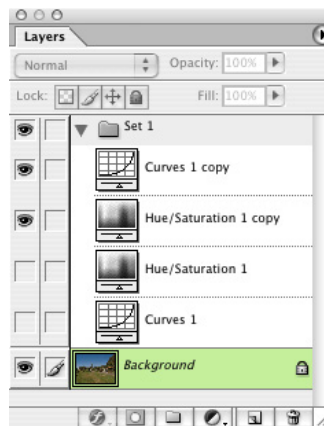 Layers
Normal Opacity: 100%
Lock: Fill: 100%
Set 1
Curves 1 copy
Hue/Saturation 1 copy
Hue/Saturation 1
Curves 1
Background